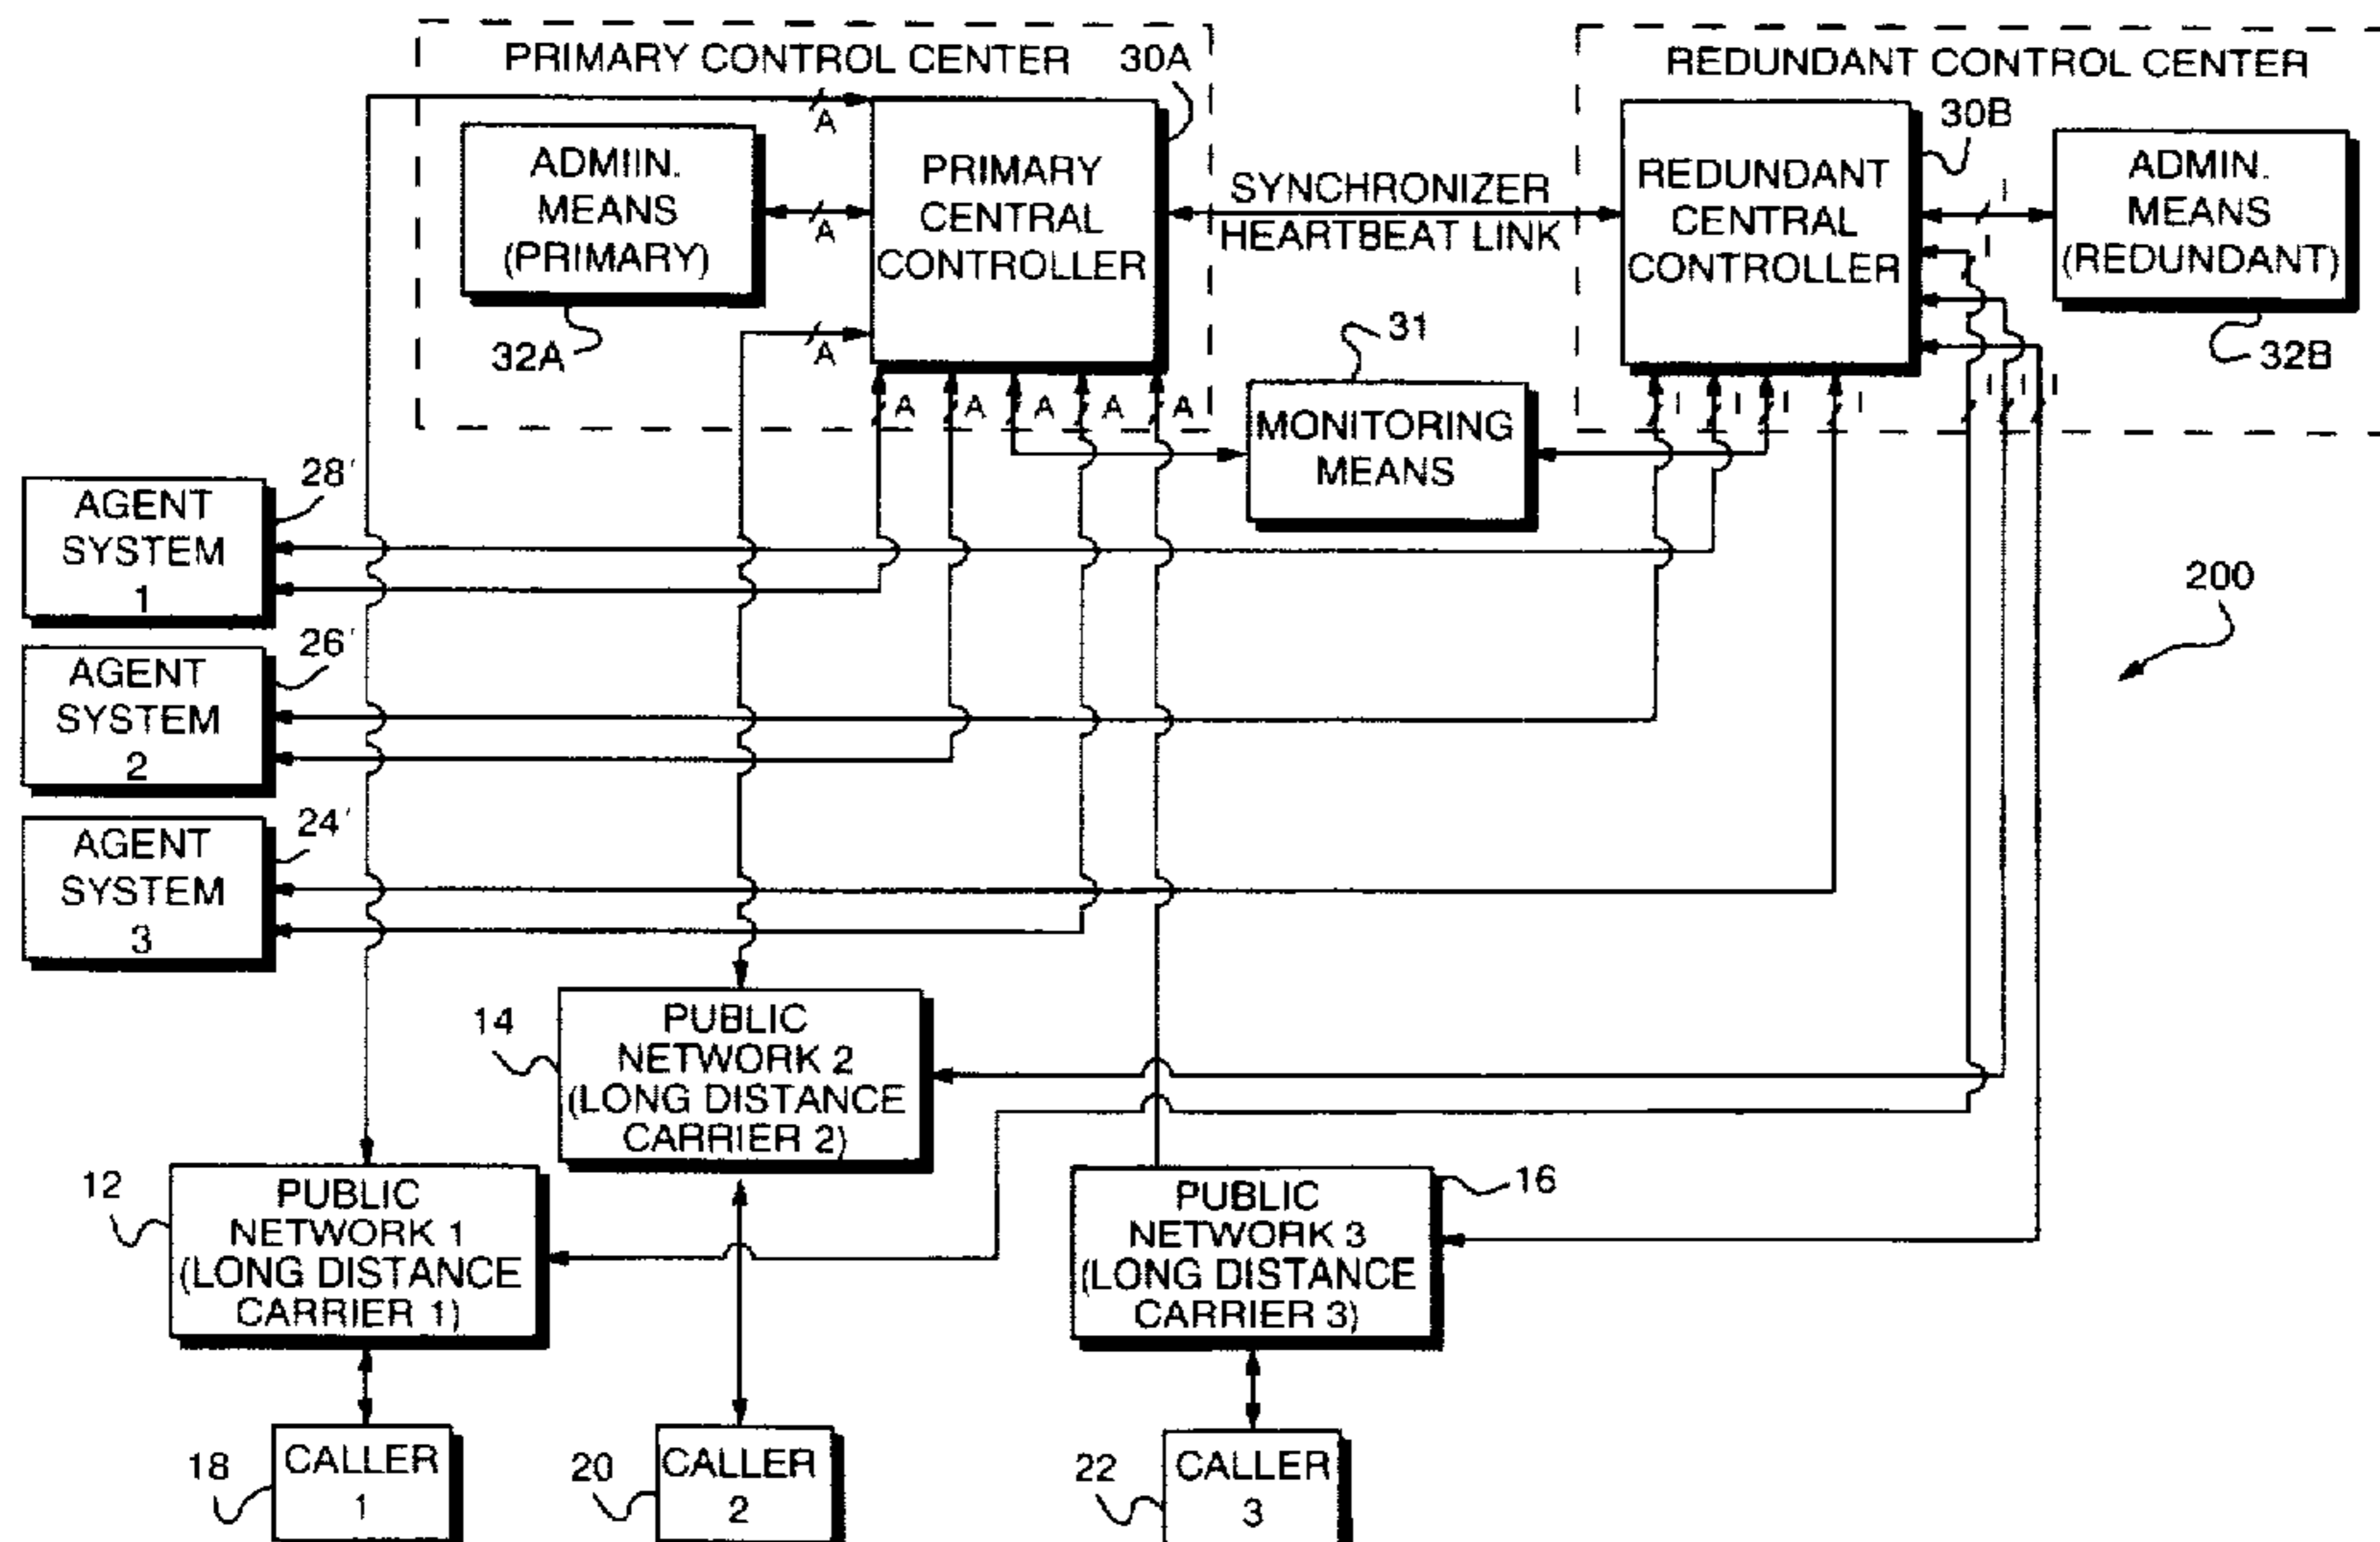 PRIMARY CONTROL CENTER
30A
REDUNDANT CONTROL CENTER
30B
A
ADMIIN.
MEANS
(PRIMARY)
A
32A
PRIMARY
CENTRAL
CONTROLLER
A
SYNCHRONIZER
HEARTBEAT LINK
REDUNDANT
CENTRAL
CONTROLLER
I
I
ADMIN.
MEANS
(REDUNDANT)
32B
A
A
A
A
A
31
MONITORING
MEANS
I
I
I
I
I
I
I
28'
AGENT
SYSTEM
1
200
26'
AGENT
SYSTEM
2
24'
AGENT
SYSTEM
3
14
PUBLIC
NETWORK 2
(LONG DISTANCE
CARRIER 2)
12
PUBLIC
NETWORK 1
(LONG DISTANCE
CARRIER 1)
16
PUBLIC
NETWORK 3
(LONG DISTANCE
CARRIER 3)
18
CALLER
1
20
CALLER
2
22
CALLER
3